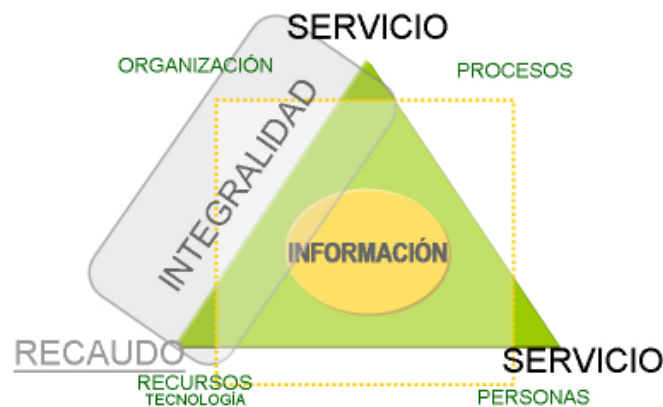 SERVICIO
ORGANIZACIÓN
PROCESOS
INTEGRALIDAD
INFORMACIÓN
RECAUDO
SERVICIO
RECURSOS
TECNOLOGÍA
PERSONAS